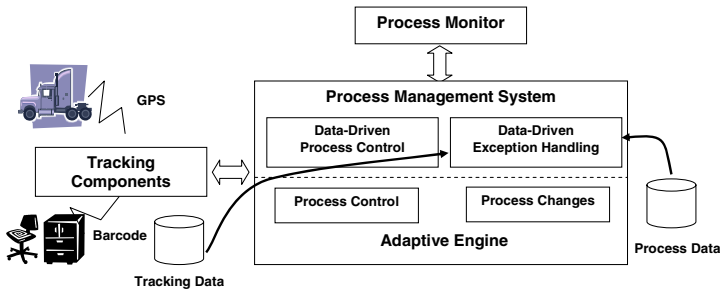 Process Monitor
GPS
Process Management System
Data-Driven
Process Control
Data-Driven
Exception Handling
Tracking
Components
Process Control
Process Changes
Barcode
Adaptive Engine
Process Data
Tracking Data